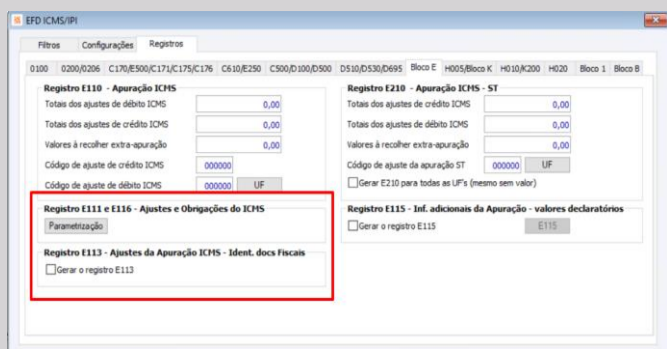 EFD ICMS/IPI
Filtros Configurações Registros
0100 0200/0206 C170/E500/C171/C175/C176 C610/E250 C500/D100/D500 D510/D530/D695 Bloco E H005/Bloco K H010/K200 H020 Bloco 1 Bloco B
Registro E110 - Apuração ICMS
Totais dos ajustes de débito ICMS 0,00
Totais dos ajustes de crédito ICMS 0,00
Valores à recolher extra-apuração 0,00
Código de ajuste de crédito ICMS 000000
Código de ajuste de débito ICMS 000000 UF
Registro E111 e E116 - Ajustes e Obrigações do ICMS
Parametrização
Registro E113 - Ajustes da Apuração ICMS - Ident. docs Fiscais
Gerar o registro E113
Registro E210 - Apuração ICMS - ST
Totais dos ajustes de crédito ICMS 0,00
Totais dos ajustes de débito ICMS 0,00
Valores à recolher extra-apuração 0,00
Código de ajuste da apuração ST 000000 UF
Gerar E210 para todas as UF's (mesmo sem valor)
Registro E115 - Inf. adicionais da Apuração - valores declaratórios
Gerar o registro E115 E115